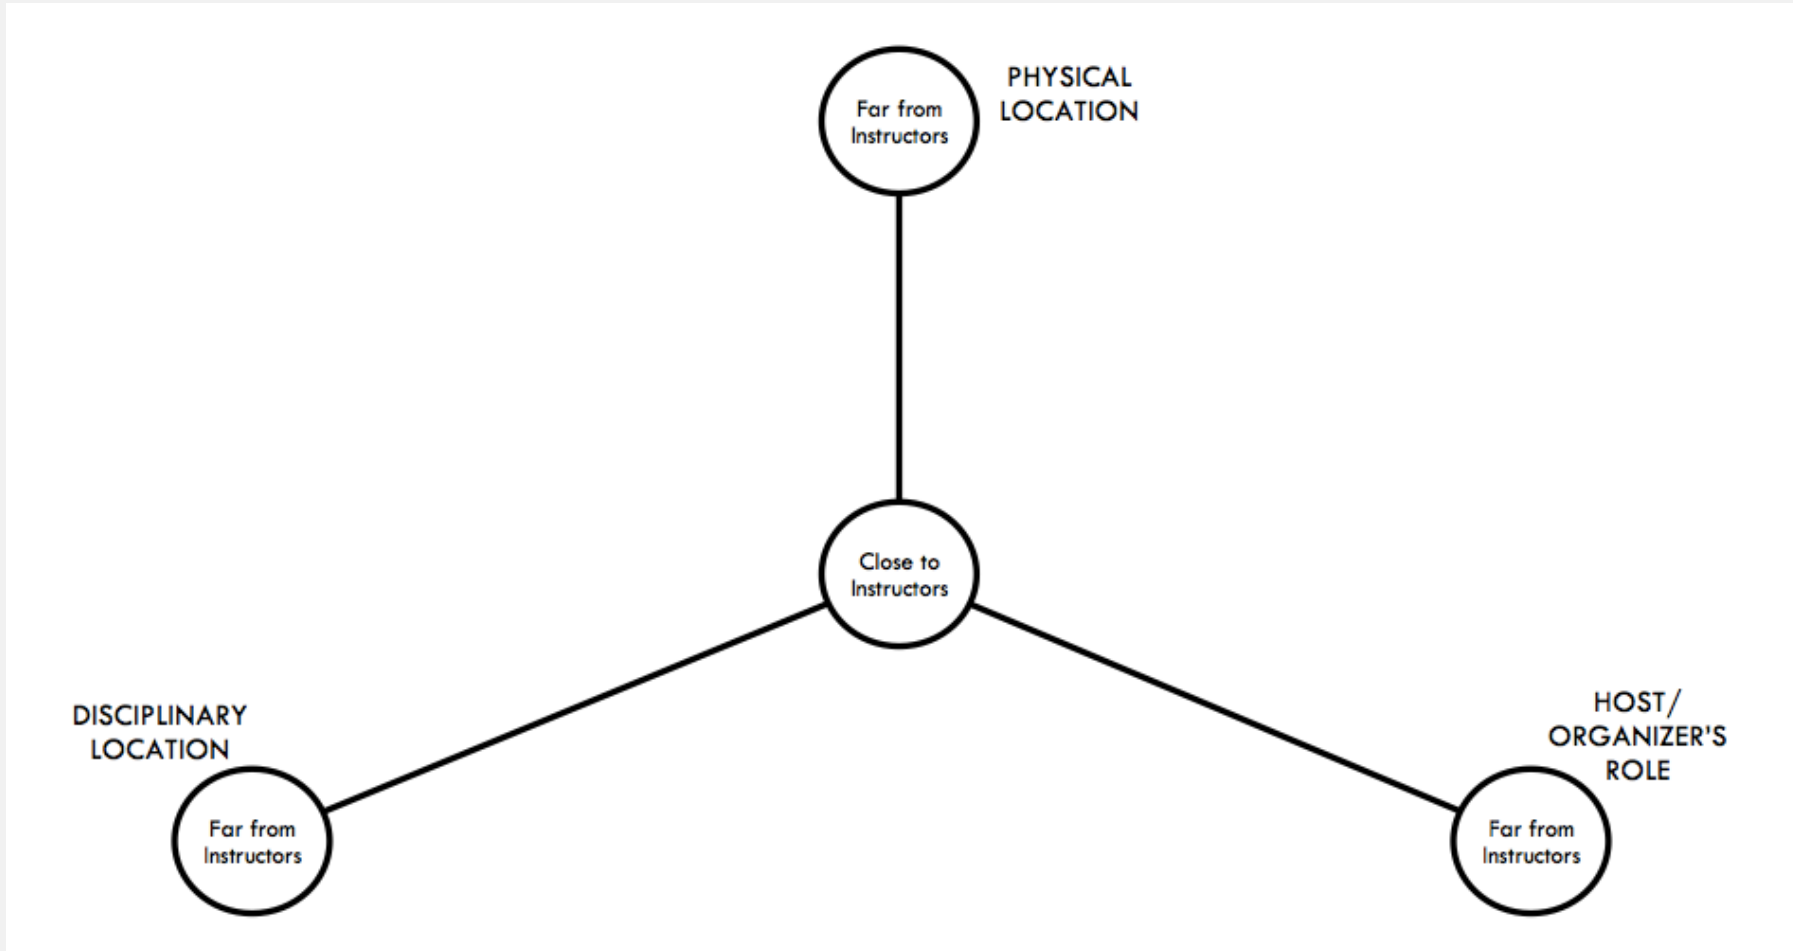 Far from
Instructors
PHYSICAL
LOCATION
Close to
Instructors
DISCIPLINARY
LOCATION
Far from
Instructors
HOST/
ORGANIZER'S
ROLE
Far from
Instructors